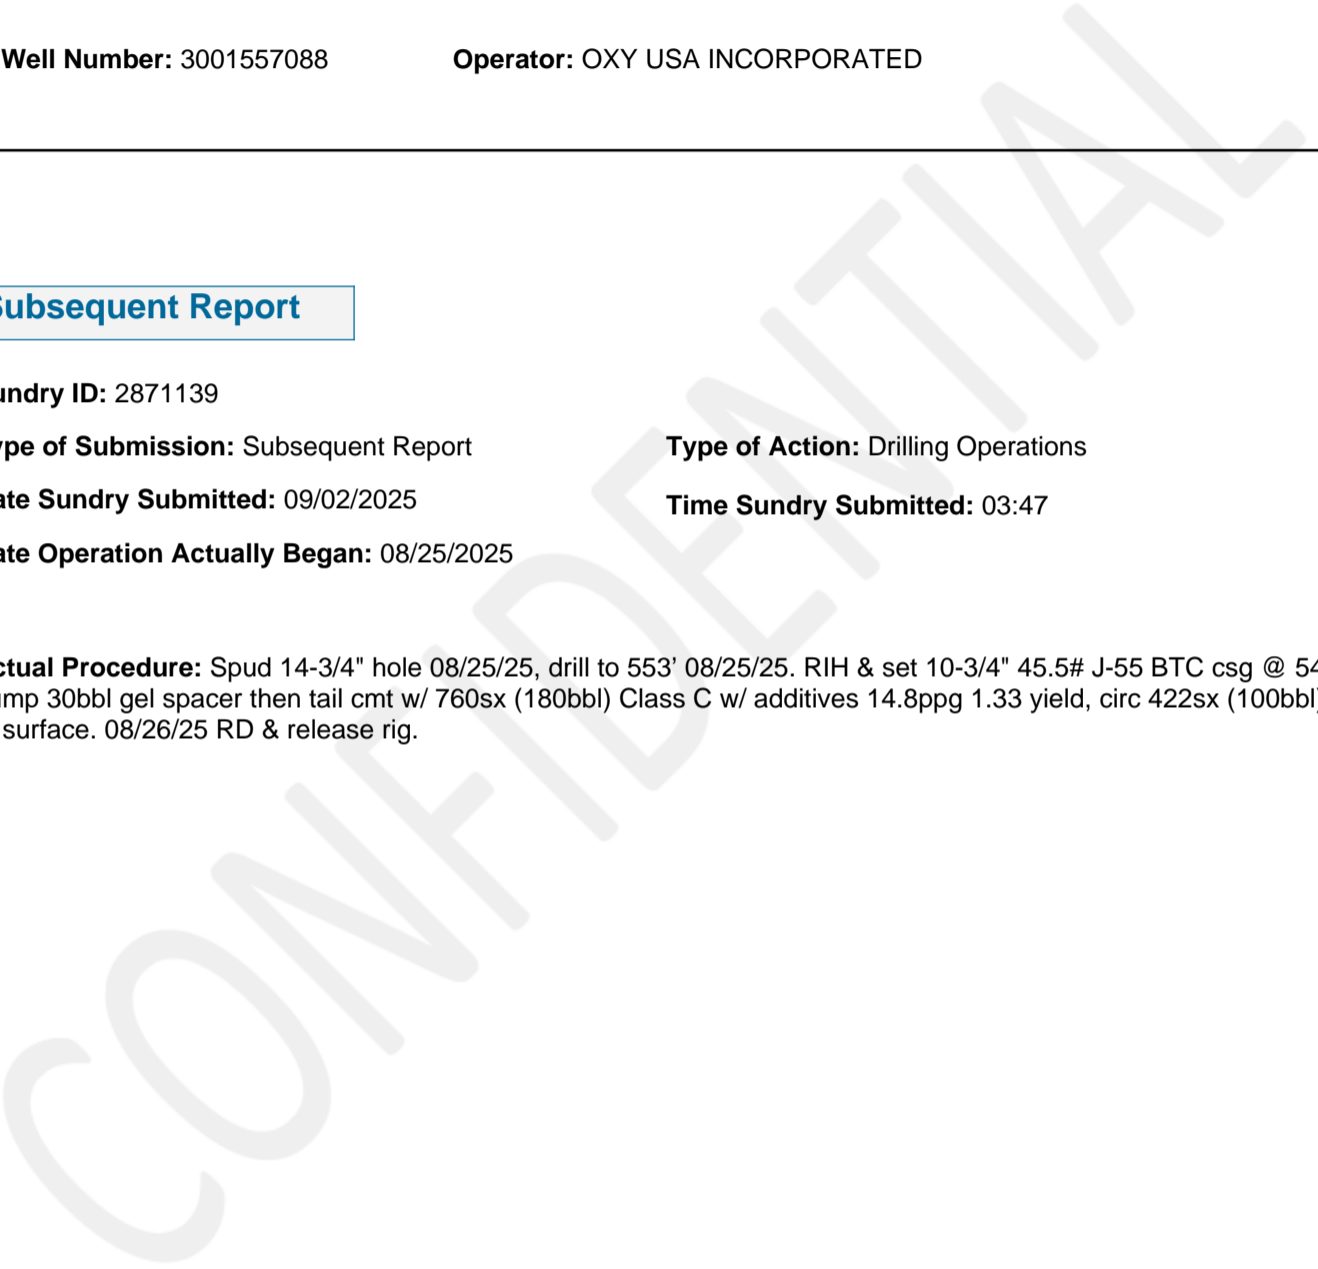 Well Number: 3001557088 Operator: OXY USA INCORPORATED
ubsequent Report
undry ID: 2871139
ype of Submission: Subsequent Report Type of Action: Drilling Operations
ate Sundry Submitted: 09/02/2025 Time Sundry Submitted: 03:47
ate Operation Actually Began: 08/25/2025
ctual Procedure: Spud 14-3/4" hole 08/25/25, drill to 553’ 08/25/25. RIH & set 10-3/4" 45.5# J-55 BTC csg @ 54
ump 30bbl gel spacer then tail cmt w/ 760sx (180bbl) Class C w/ additives 14.8ppg 1.33 yield, circ 422sx (100bbl)
surface. 08/26/25 RD & release rig.
CONFIDENTIAL